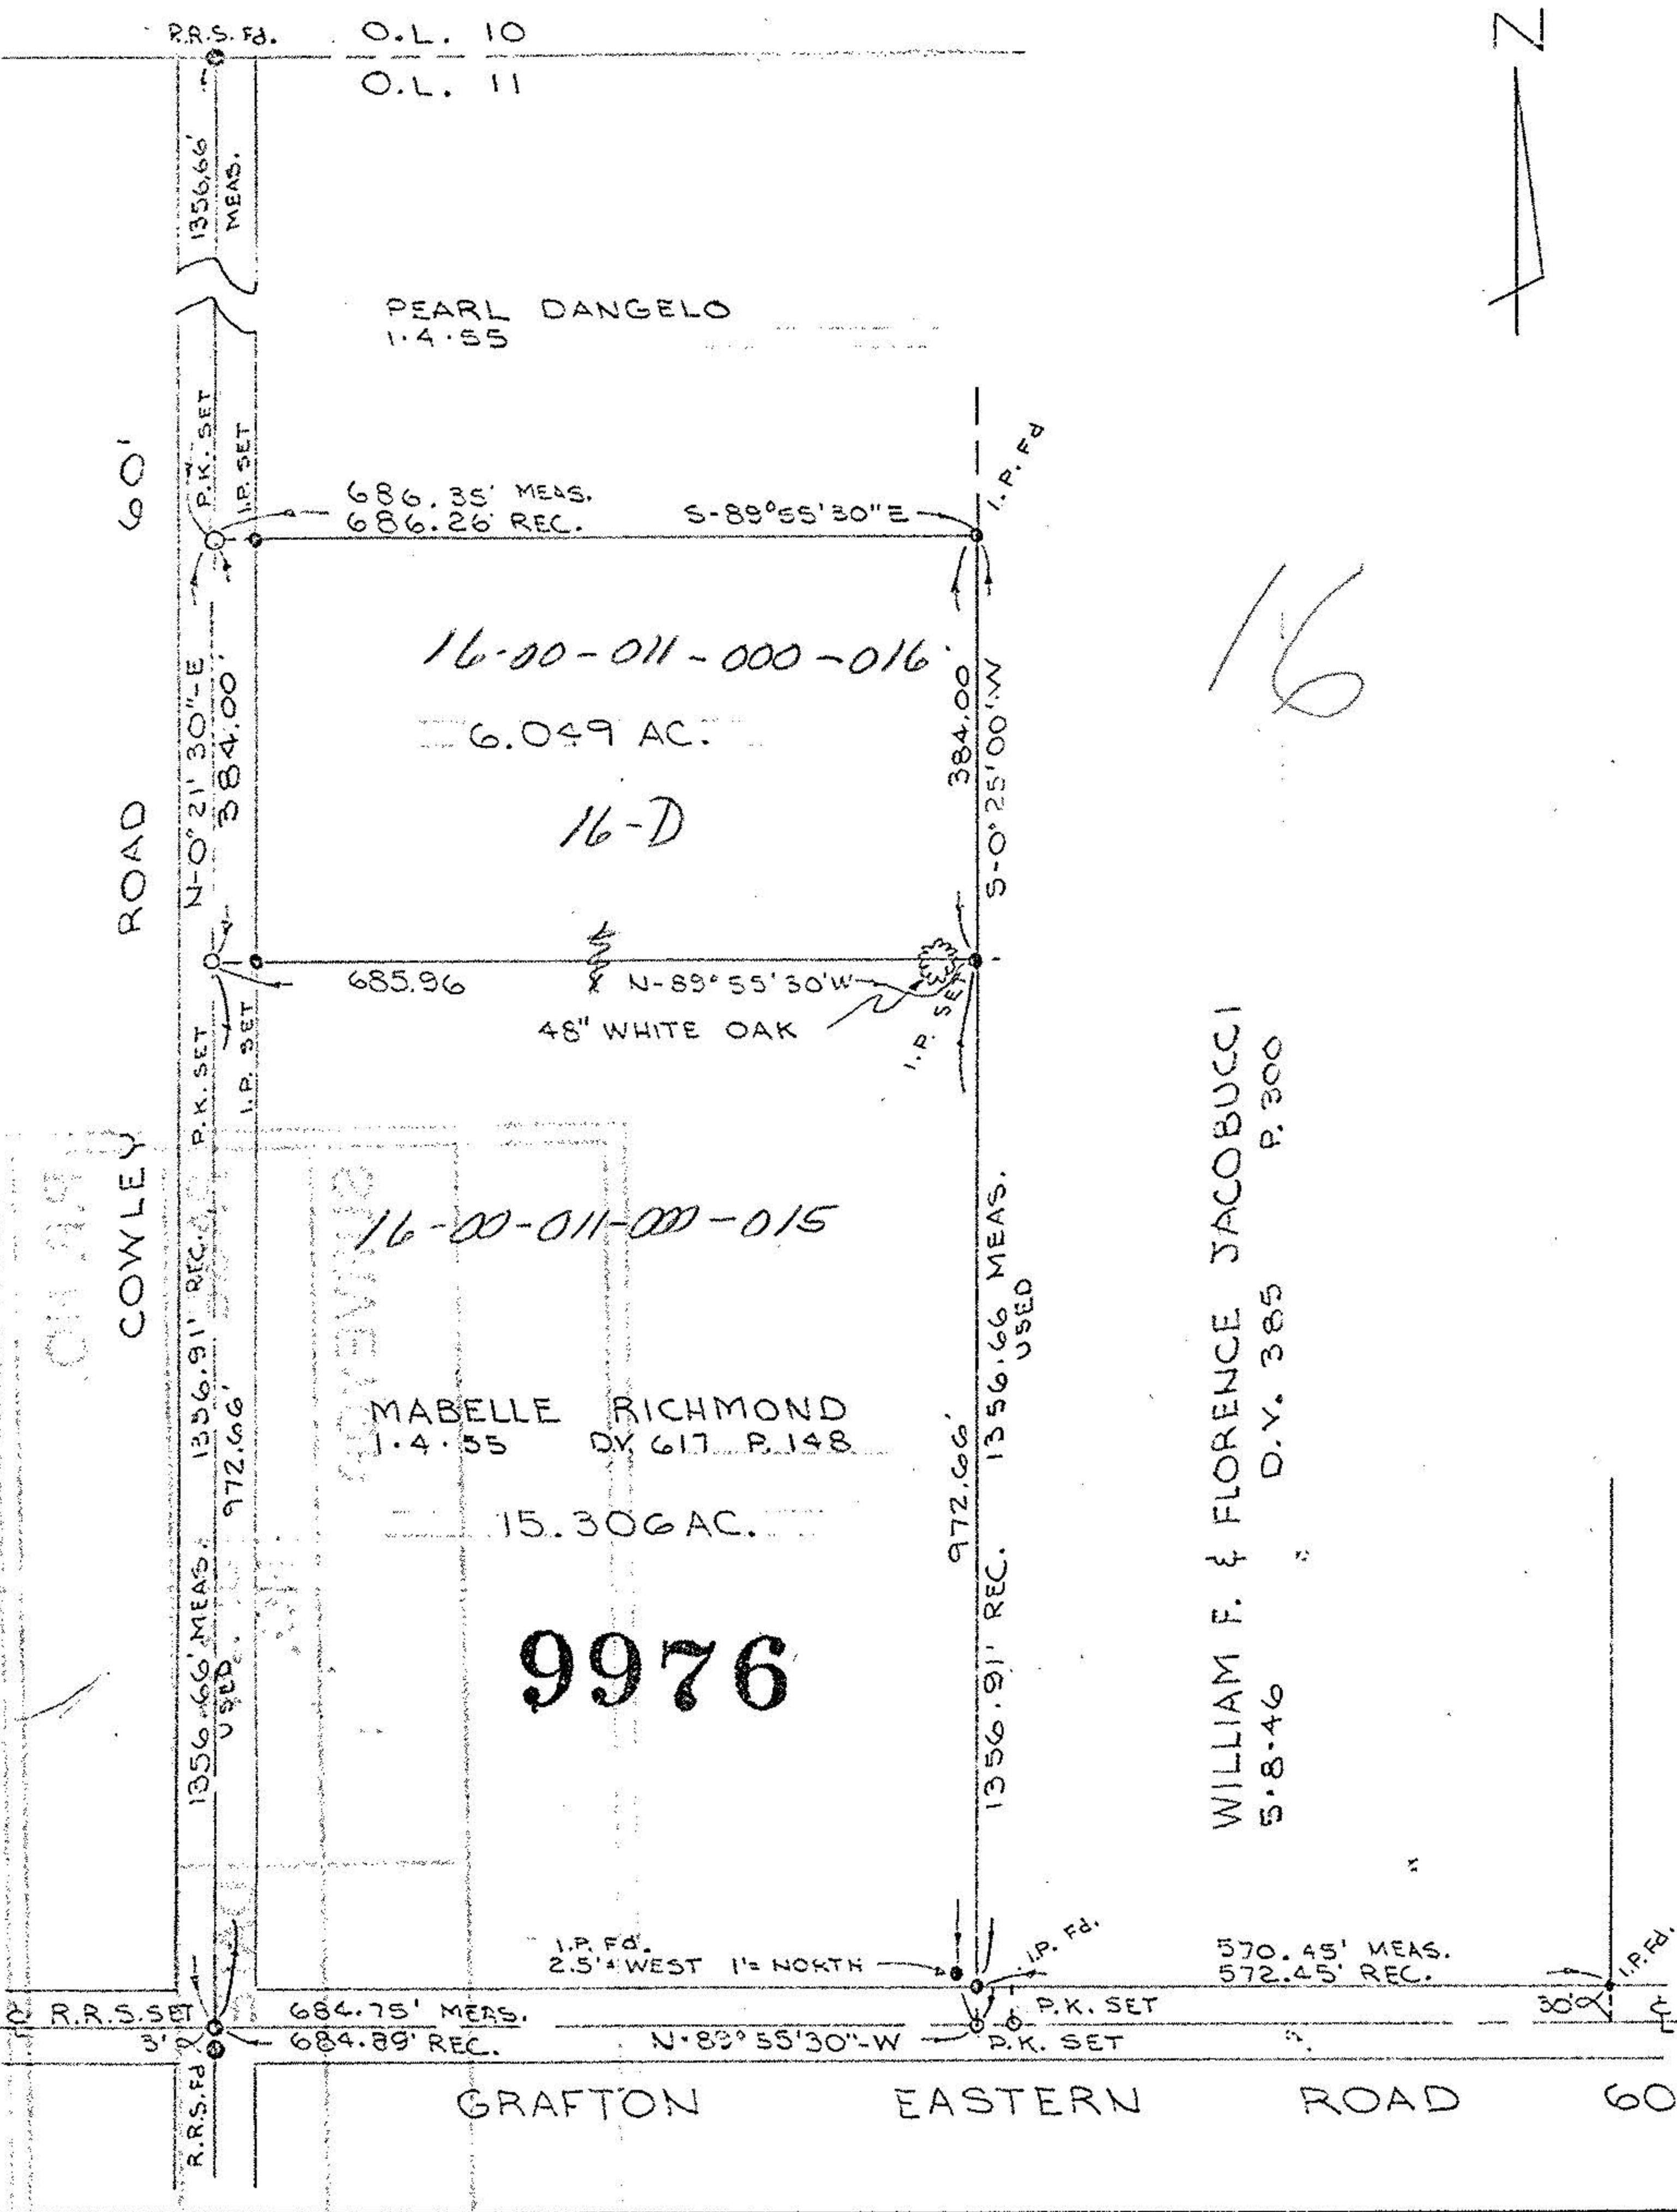 R.R.S. Fd.
O.L. 10
O.L. 11
N
1356.66'
MEAS.
PEARL DANGELO
1.4.55
60'
P.K. SET
I.P. SET
I.P. Fd
686.35' MEAS.
686.26' REC.
S-89°55'30"E
N-0°21'30"-E
384.00'
16-00-011-000-016
6.049 AC.
16-D
384.00
S-0°25'00"W
16
685.96
N-89°55'30"W
48" WHITE OAK
I.P. SET
P.K. SET
I.P. SET
COWLEY ROAD
16-00-011-000-015
SURVEYOR
MABELLE RICHMOND
1.4.55 D.V. 617 P. 148
15.306 AC.
9976
1356.66' MEAS. 1356.91' REC.
USED
972.66'
972.66'
1356.91' REC. 1356.66 MEAS.
USED
WILLIAM F. & FLORENCE JACOBUCCI
5.8.46 D.V. 385 P. 300
I.P. Fd.
2.5'± WEST 1'± NORTH
I.P. Fd.
570.45' MEAS.
572.45' REC.
I.P. Fd.
30'
R.R.S. SET
3'
684.75' MEAS.
684.89' REC.
N-89°55'30"-W
P.K. SET
P.K. SET
R.R.S. Fd
GRAFTON EASTERN ROAD 60